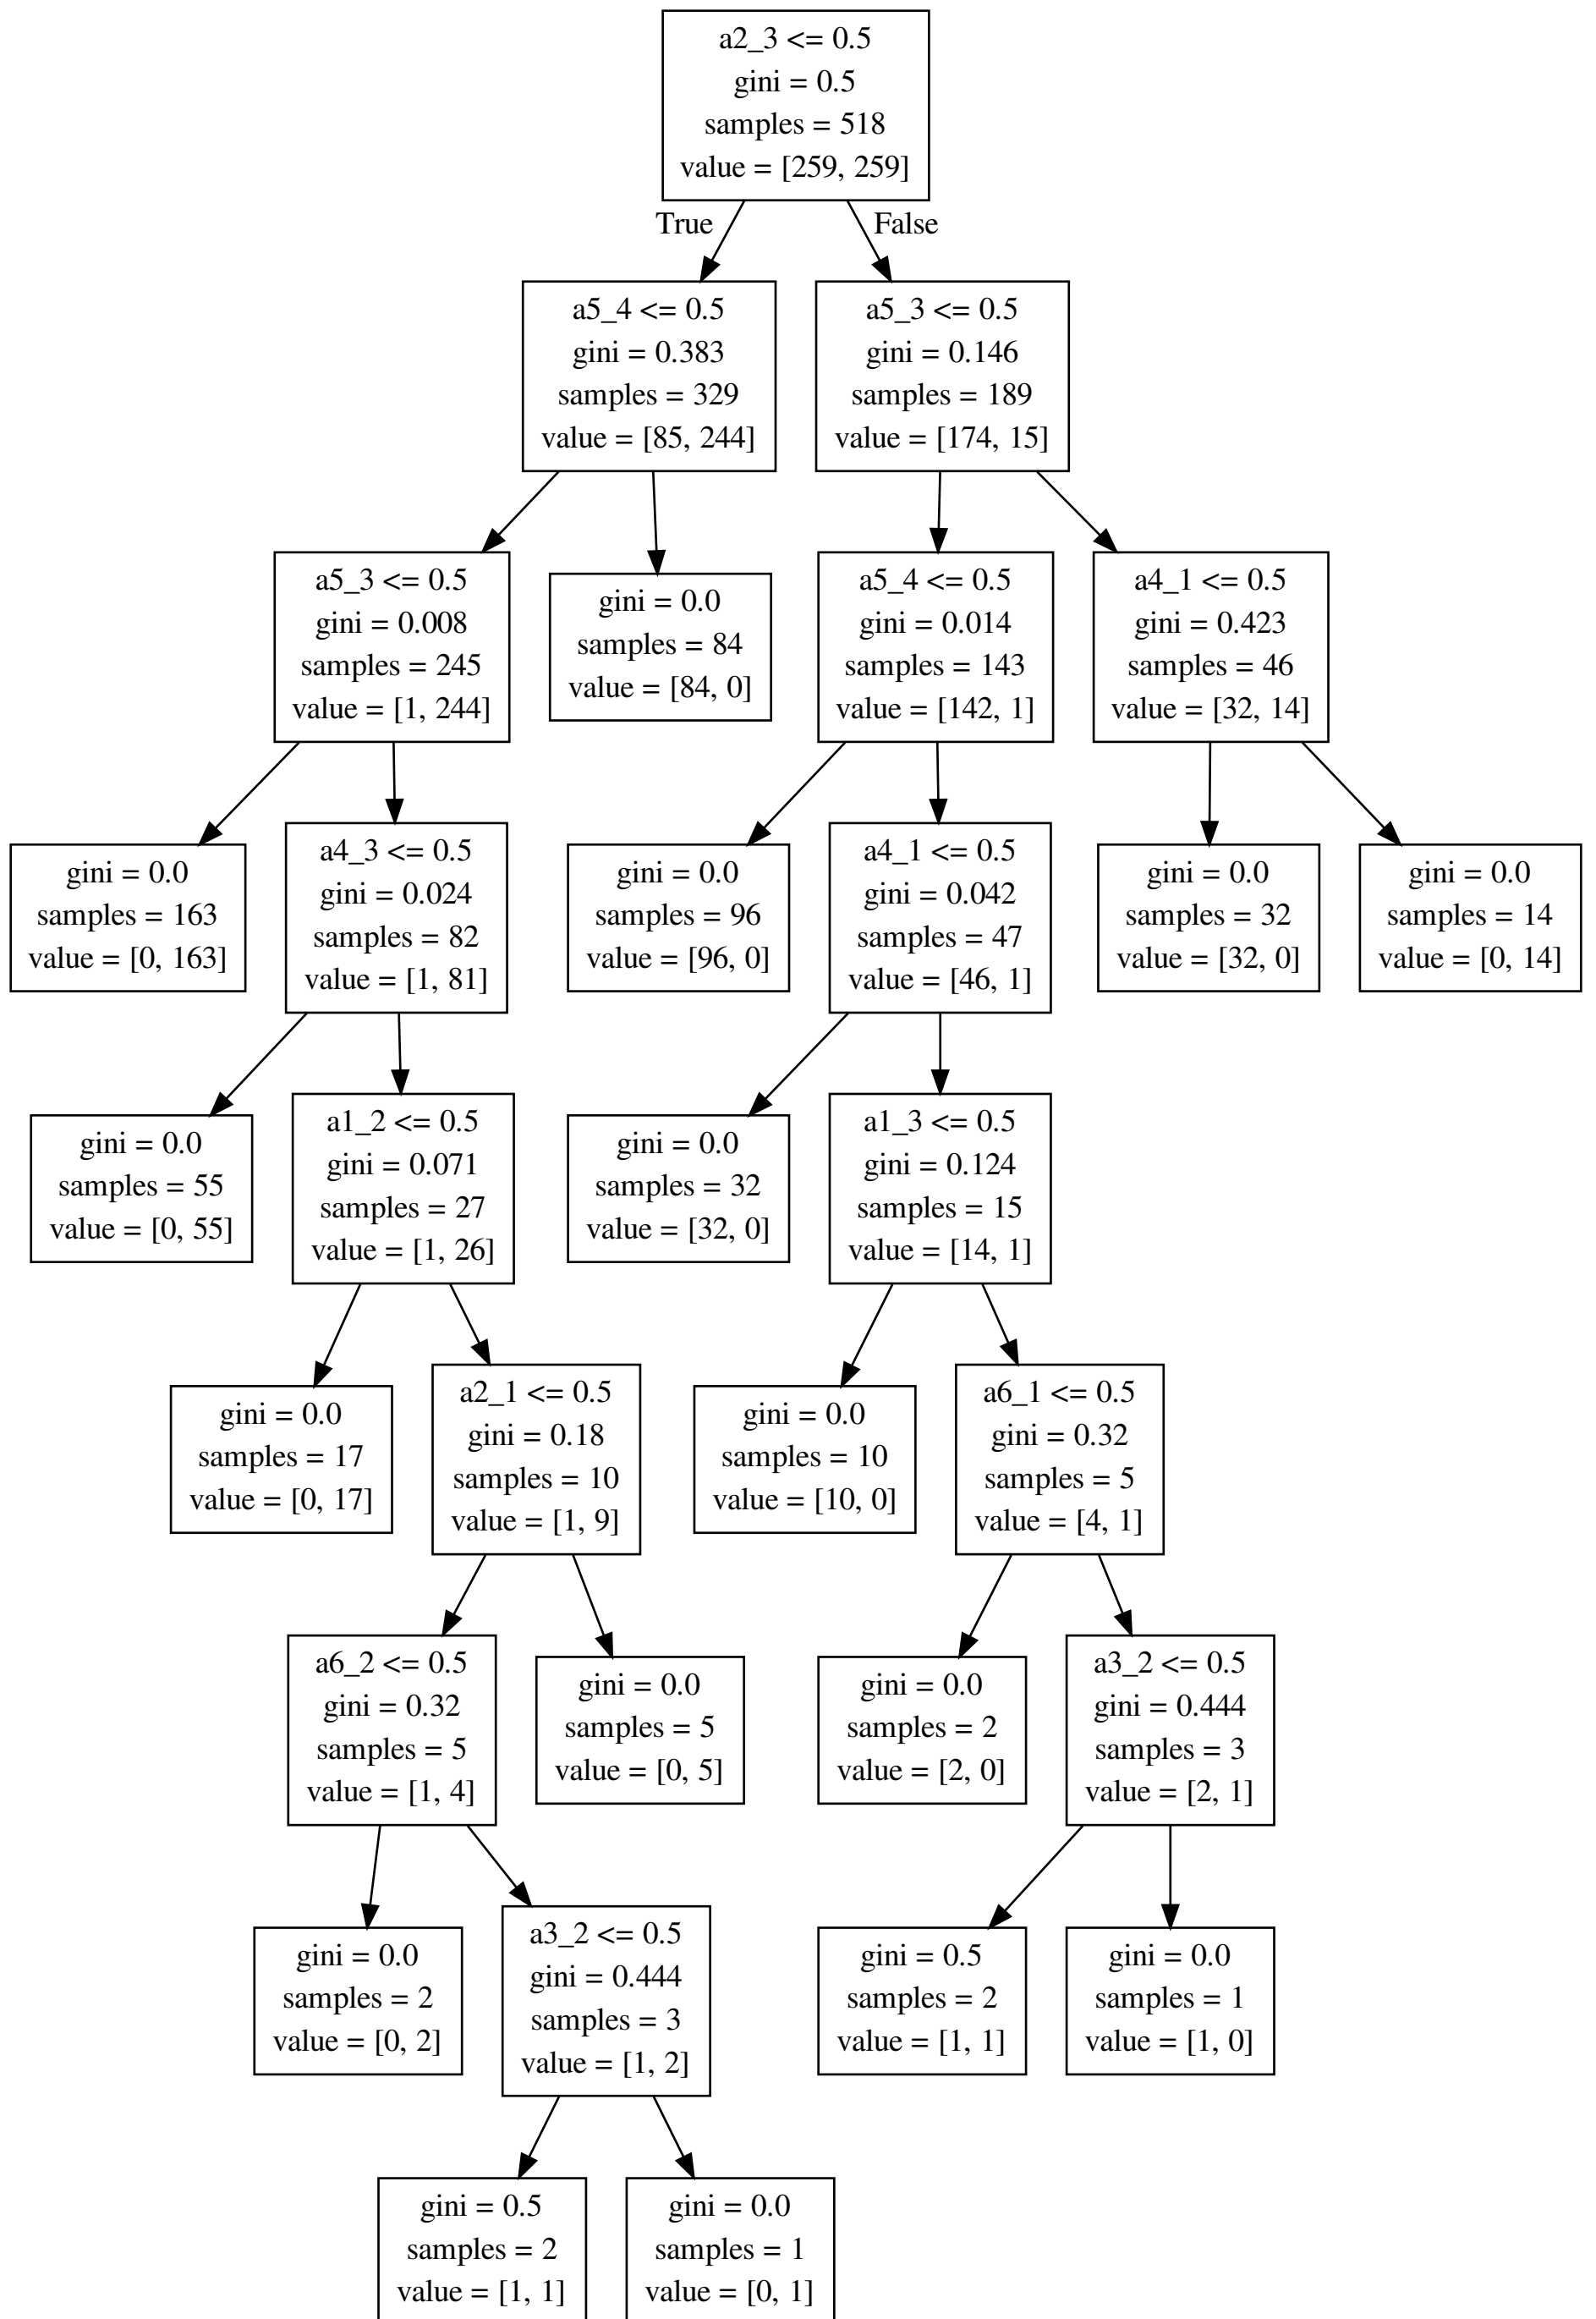 a2_3 <= 0.5
gini = 0.5
samples = 518
value = [259, 259]
True
False
a5_4 <= 0.5
gini = 0.383
samples = 329
value = [85, 244]
a5_3 <= 0.5
gini = 0.146
samples = 189
value = [174, 15]
a5_3 <= 0.5
gini = 0.008
samples = 245
value = [1, 244]
gini = 0.0
samples = 84
value = [84, 0]
a5_4 <= 0.5
gini = 0.014
samples = 143
value = [142, 1]
a4_1 <= 0.5
gini = 0.423
samples = 46
value = [32, 14]
gini = 0.0
samples = 163
value = [0, 163]
a4_3 <= 0.5
gini = 0.024
samples = 82
value = [1, 81]
gini = 0.0
samples = 96
value = [96, 0]
a4_1 <= 0.5
gini = 0.042
samples = 47
value = [46, 1]
gini = 0.0
samples = 32
value = [32, 0]
gini = 0.0
samples = 14
value = [0, 14]
gini = 0.0
samples = 55
value = [0, 55]
a1_2 <= 0.5
gini = 0.071
samples = 27
value = [1, 26]
gini = 0.0
samples = 32
value = [32, 0]
a1_3 <= 0.5
gini = 0.124
samples = 15
value = [14, 1]
gini = 0.0
samples = 17
value = [0, 17]
a2_1 <= 0.5
gini = 0.18
samples = 10
value = [1, 9]
gini = 0.0
samples = 10
value = [10, 0]
a6_1 <= 0.5
gini = 0.32
samples = 5
value = [4, 1]
a6_2 <= 0.5
gini = 0.32
samples = 5
value = [1, 4]
gini = 0.0
samples = 5
value = [0, 5]
gini = 0.0
samples = 2
value = [2, 0]
a3_2 <= 0.5
gini = 0.444
samples = 3
value = [2, 1]
gini = 0.0
samples = 2
value = [0, 2]
a3_2 <= 0.5
gini = 0.444
samples = 3
value = [1, 2]
gini = 0.5
samples = 2
value = [1, 1]
gini = 0.0
samples = 1
value = [1, 0]
gini = 0.5
samples = 2
value = [1, 1]
gini = 0.0
samples = 1
value = [0, 1]